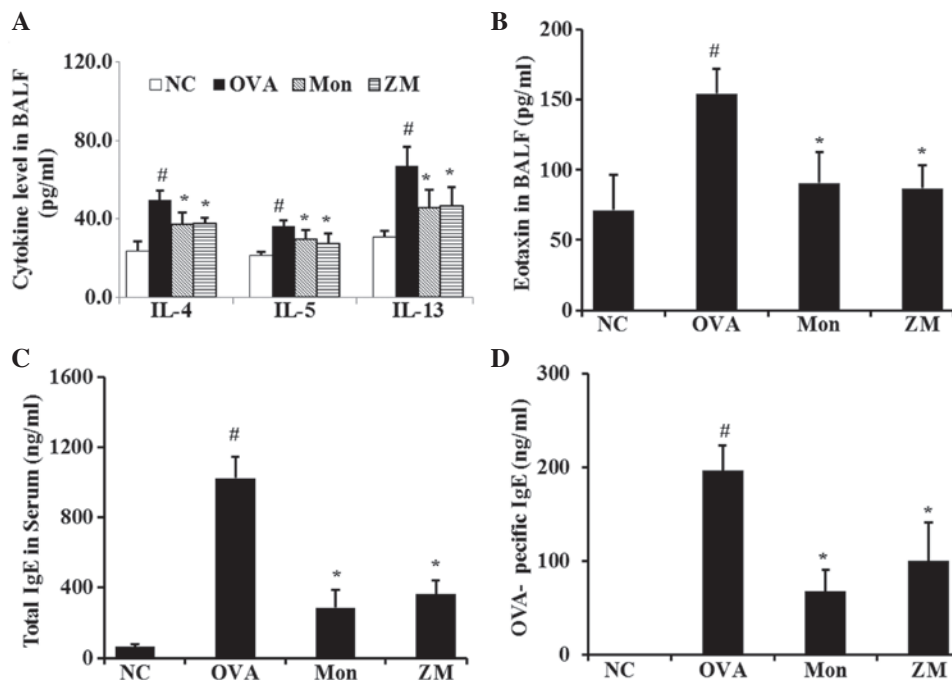 A
Cytokine level in BALF
(pg/ml)
120.0
80.0
40.0
0.0
NC OVA Mon ZM
#
* *
#
* *
#
* *
IL-4 IL-5 IL-13
B
Eotaxin in BALF (pg/ml)
200
150
100
50
0
#
*
*
NC OVA Mon ZM
C
Total IgE in Serum (ng/ml)
1600
1200
800
400
0
#
*
*
NC OVA Mon ZM
D
OVA- pecific IgE (ng/ml)
300
200
100
0
#
*
*
NC OVA Mon ZM